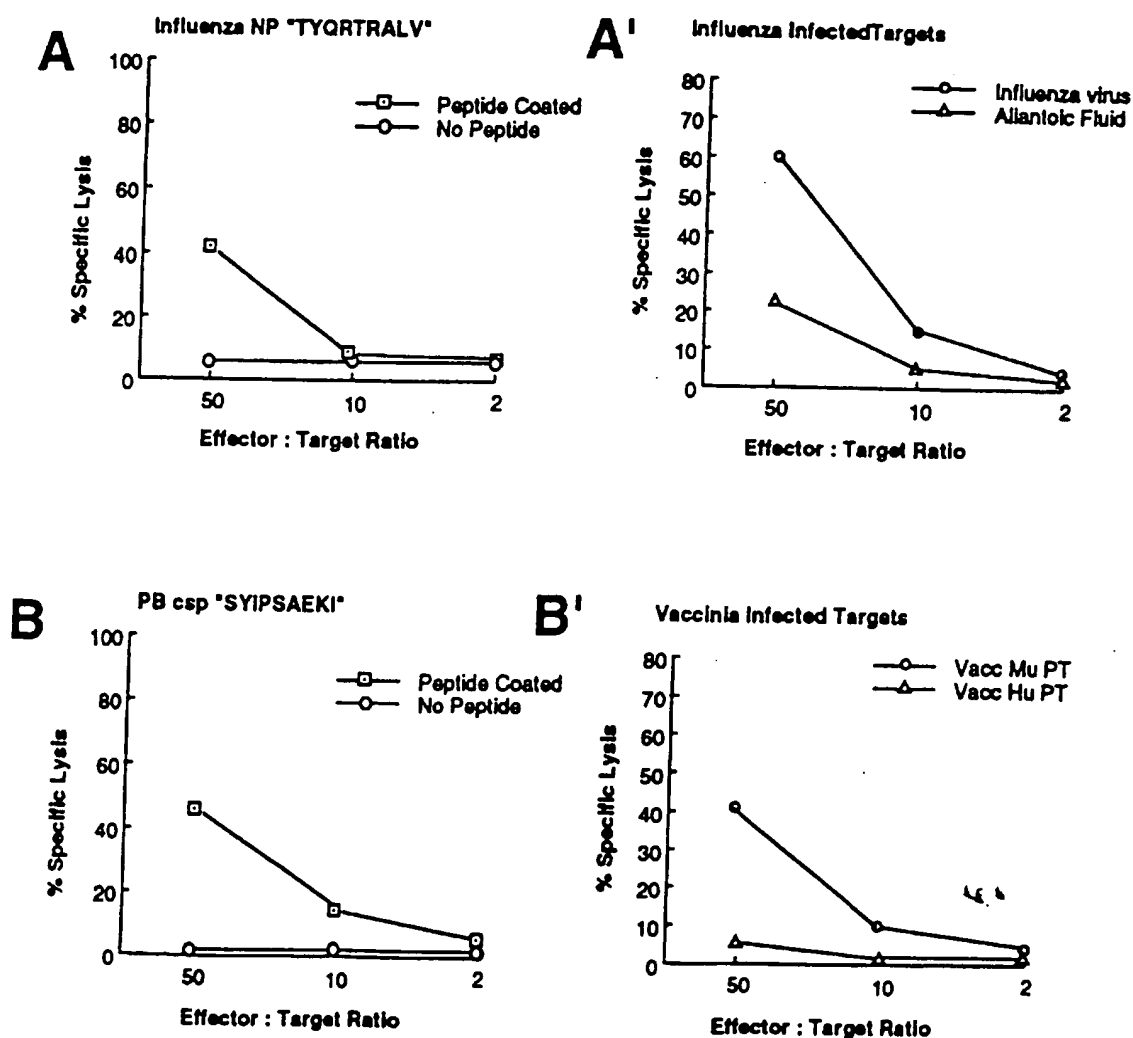 A
Influenza NP "TYQRTRALV"
100
80
60
40
20
0
% Specific Lysis
Peptide Coated
No Peptide
50 10 2
Effector : Target Ratio
A'
Influenza InfectedTargets
80
70
60
50
40
30
20
10
0
% Specific Lysis
Influenza virus
Allantoic Fluid
50 10 2
Effector : Target Ratio
B
PB csp "SYIPSAEKI"
100
80
60
40
20
0
% Specific Lysis
Peptide Coated
No Peptide
50 10 2
Effector : Target Ratio
B'
Vaccinia Infected Targets
80
70
60
50
40
30
20
10
0
% Specific Lysis
Vacc Mu PT
Vacc Hu PT
50 10 2
Effector : Target Ratio